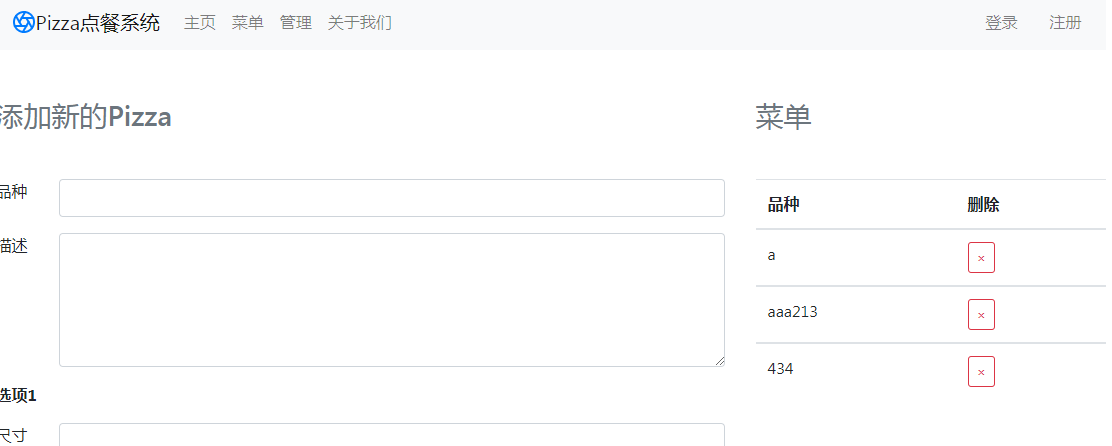 Pizza点餐系统 主页 菜单 管理 关于我们 登录 注册
添加新的Pizza
品种
描述
选项1
尺寸
菜单
品种 删除
a ×
aaa213 ×
434 ×